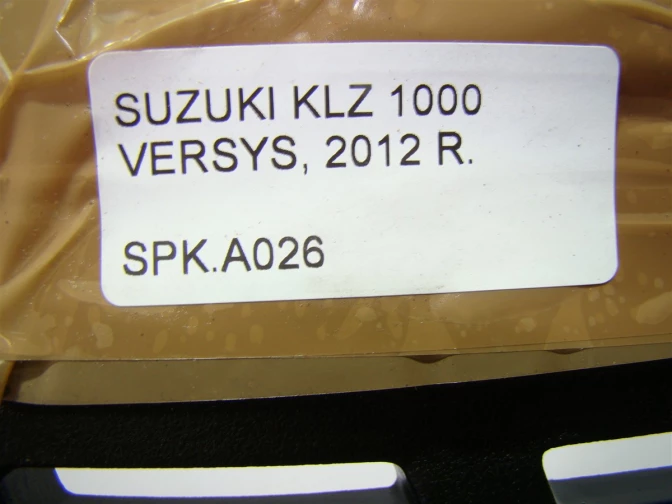 SUZUKI KLZ 1000
VERSYS, 2012 R.
SPK.A026